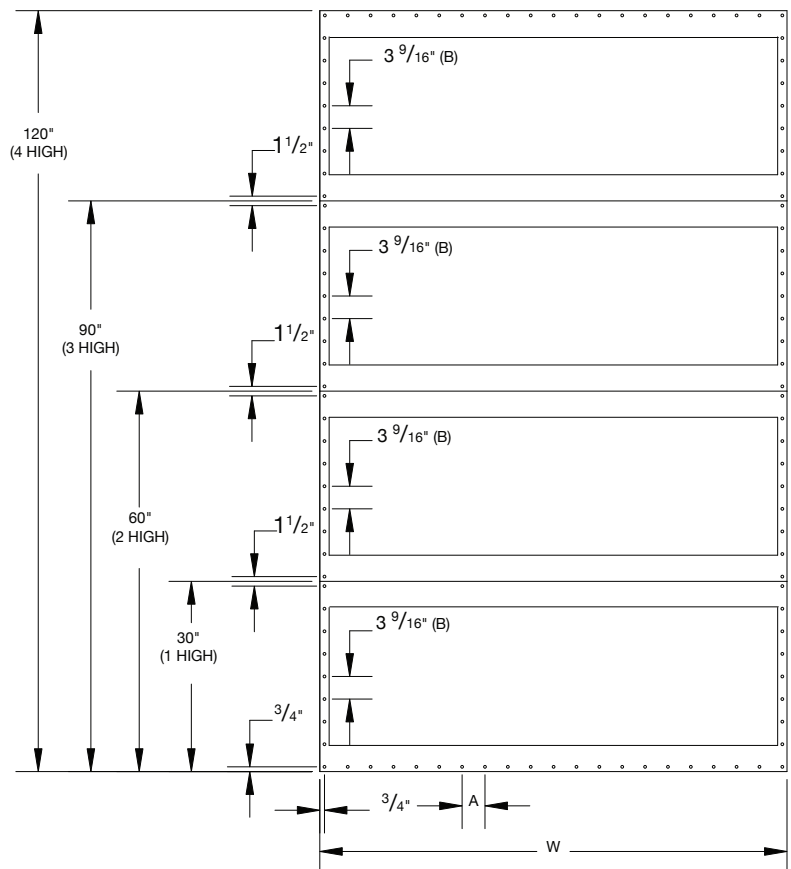 3 9/16" (B)
120"
(4 HIGH)
1 1/2"
3 9/16" (B)
90"
(3 HIGH)
1 1/2"
3 9/16" (B)
60"
(2 HIGH)
1 1/2"
3 9/16" (B)
30"
(1 HIGH)
3/4"
3/4"
A
W